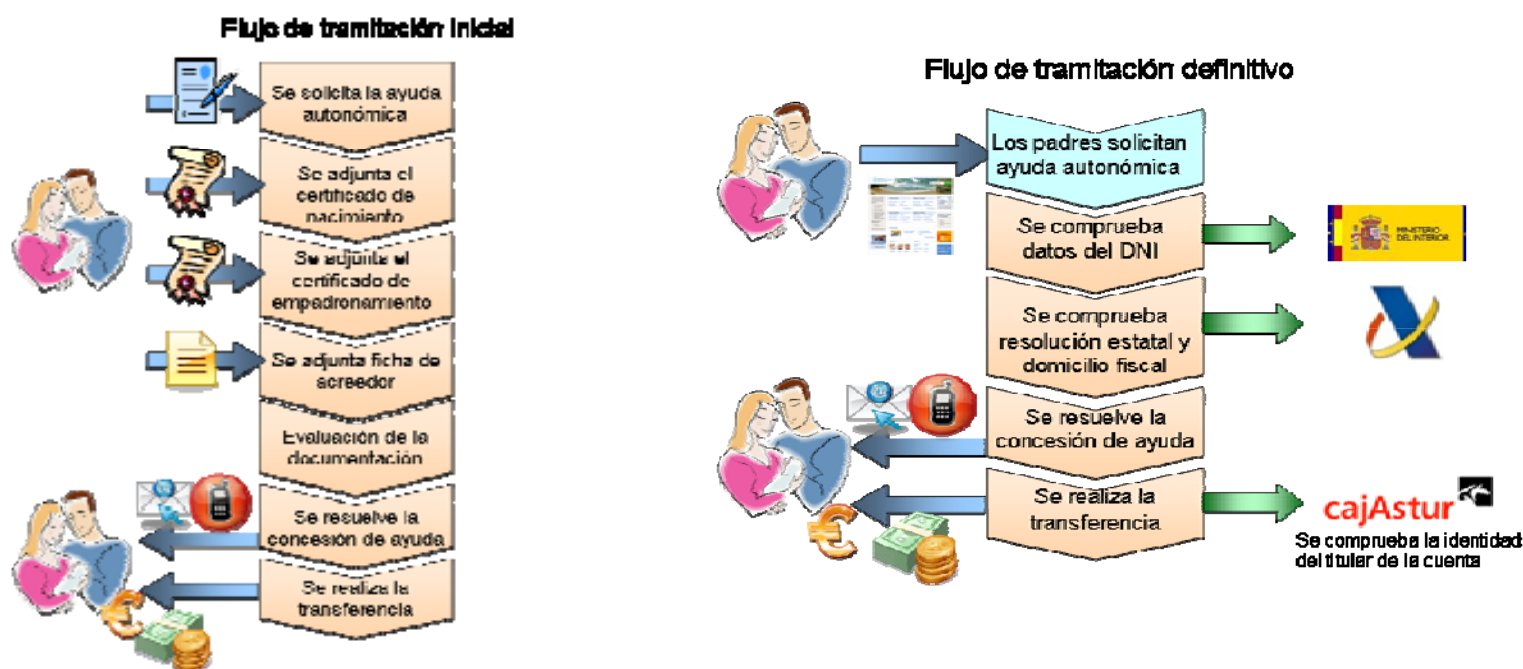 Flujo de tramitación inicial
Se solicita la ayuda
autonómica
Se adjunta el
certificado de
nacimiento
Se adjunta el
certificado de
empadronamiento
Se adjunta ficha de
acreedor
Evaluación de la
documentación
Se resuelve la
concesión de ayuda
Se realiza la
transferencia
Flujo de tramitación definitivo
Los padres solicitan
ayuda autonómica
Se comprueba
datos del DNI
MINISTERIO
DEL INTERIOR
Se comprueba
resolución estatal y
domicilio fiscal
Se resuelve la
concesión de ayuda
Se realiza la
transferencia
cajAstur
Se comprueba la identidad
del titular de la cuenta